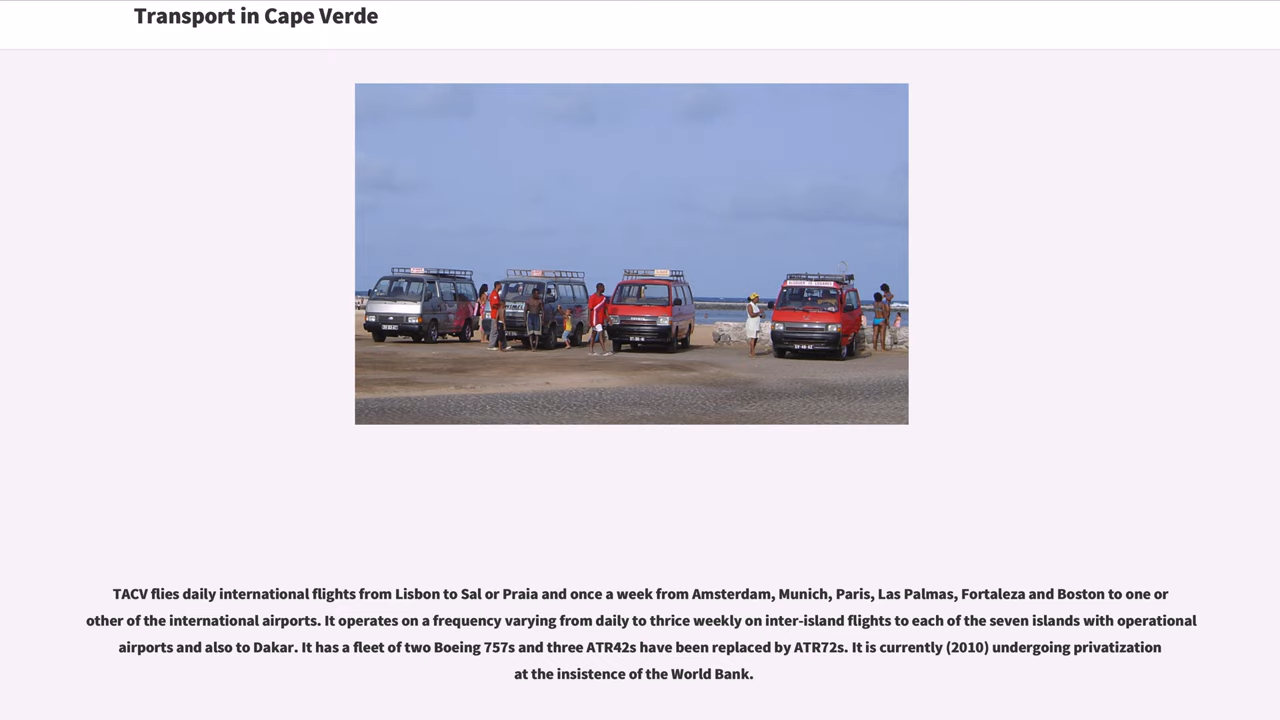 Transport in Cape Verde
TACV flies daily international flights from Lisbon to Sal or Praia and once a week from Amsterdam, Munich, Paris, Las Palmas, Fortaleza and Boston to one or
other of the international airports. It operates on a frequency varying from daily to thrice weekly on inter-island flights to each of the seven islands with operational
airports and also to Dakar. It has a fleet of two Boeing 757s and three ATR42s have been replaced by ATR72s. It is currently (2010) undergoing privatization
at the insistence of the World Bank.